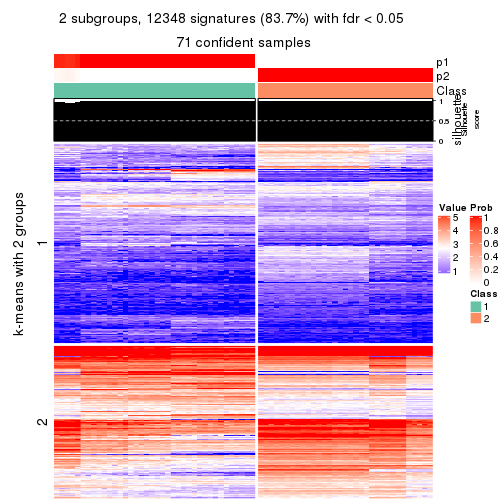 2 subgroups, 12348 signatures (83.7%) with fdr < 0.05
71 confident samples
p1
p2
Class
1
0.5
0
silhouette
Silhouette
score
k-means with 2 groups
1
2
Value
5
4
3
2
1
Prob
1
0.8
0.6
0.4
0.2
0
Class
1
2